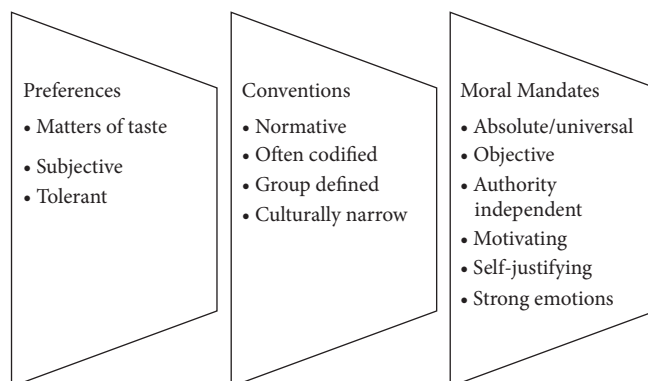 Preferences
• Matters of taste
• Subjective
• Tolerant
Conventions
• Normative
• Often codified
• Group defined
• Culturally narrow
Moral Mandates
• Absolute/universal
• Objective
• Authority
independent
• Motivating
• Self-justifying
• Strong emotions